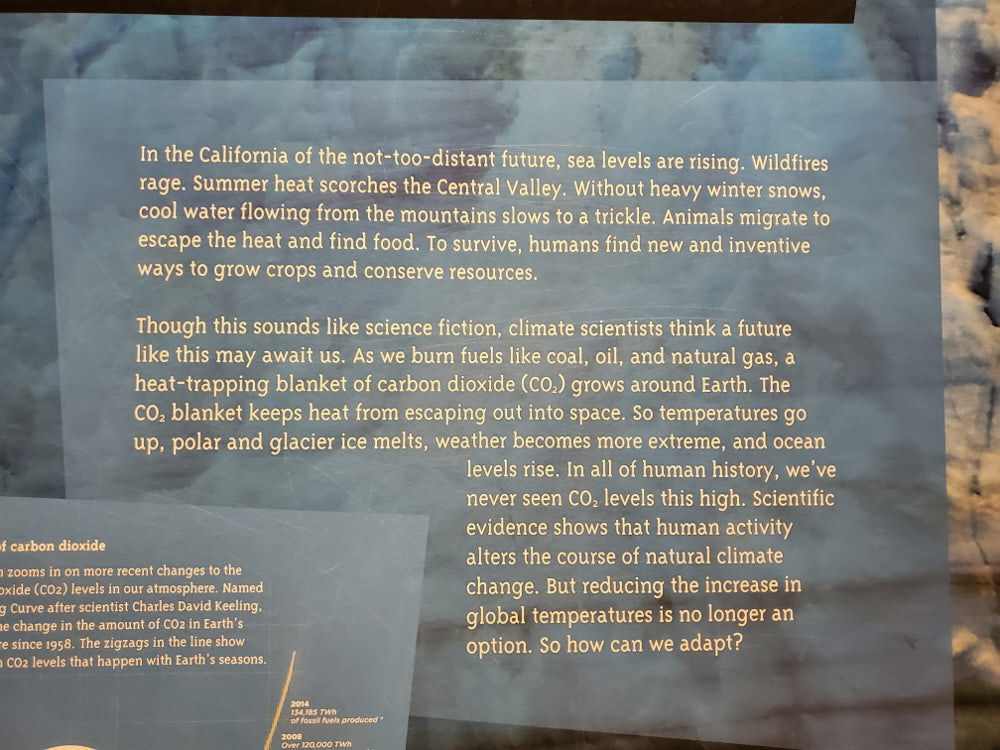 In the California of the not-too-distant future, sea levels are rising. Wildfires
rage. Summer heat scorches the Central Valley. Without heavy winter snows,
cool water flowing from the mountains slows to a trickle. Animals migrate to
escape the heat and find food. To survive, humans find new and inventive
ways to grow crops and conserve resources.
Though this sounds like science fiction, climate scientists think a future
like this may await us. As we burn fuels like coal, oil, and natural gas, a
heat-trapping blanket of carbon dioxide (CO₂) grows around Earth. The
CO₂ blanket keeps heat from escaping out into space. So temperatures go
up, polar and glacier ice melts, weather becomes more extreme, and ocean
levels rise. In all of human history, we've
never seen CO₂ levels this high. Scientific
evidence shows that human activity
alters the course of natural climate
change. But reducing the increase in
global temperatures is no longer an
option. So how can we adapt?
of carbon dioxide
zooms in on more recent changes to the
oxide (CO2) levels in our atmosphere. Named
g Curve after scientist Charles David Keeling,
e change in the amount of CO2 in Earth's
e since 1958. The zigzags in the line show
CO2 levels that happen with Earth's seasons.
2014
134,185 TWh
of fossil fuels produced *
2008
Over 120,000 TWh